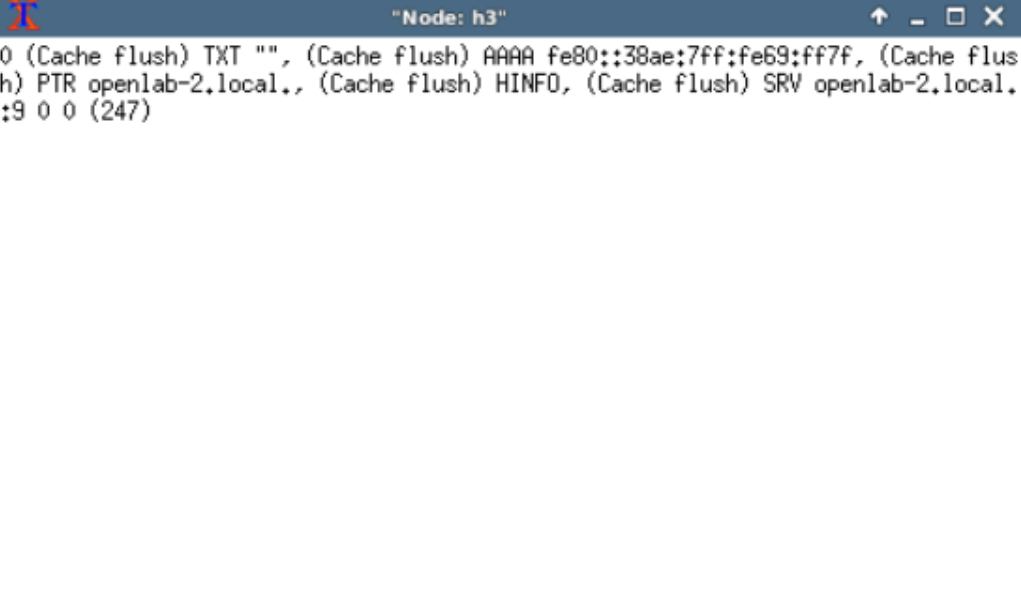 "Node: h3"
0 (Cache flush) TXT "", (Cache flush) AAAA fe80::38ae:7ff:fe69:ff7f, (Cache flus
h) PTR openlab-2.local., (Cache flush) HINFO, (Cache flush) SRV openlab-2.local.
:9 0 0 (247)